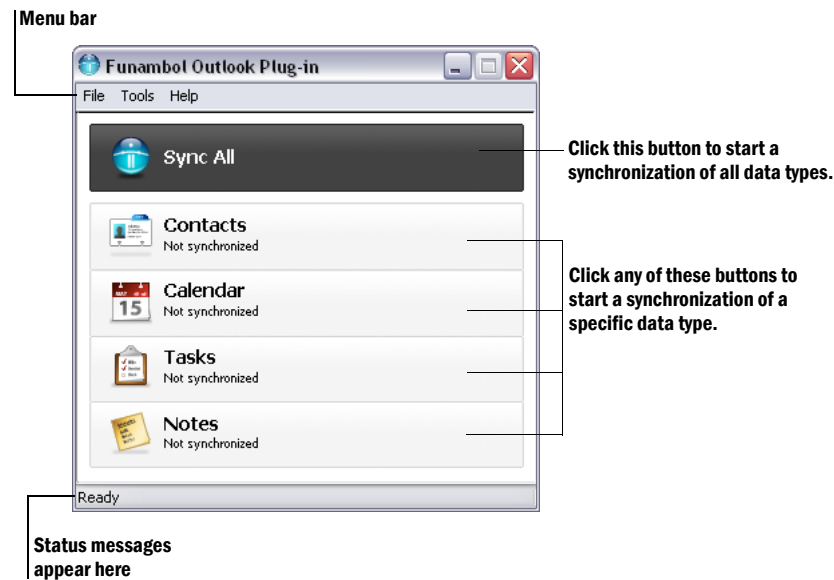 Menu bar
Funambol Outlook Plug-in
File Tools Help
Sync All
Click this button to start a
synchronization of all data types.
Contacts
Not synchronized
Calendar
Not synchronized
15
Click any of these buttons to
start a synchronization of a
specific data type.
Tasks
Not synchronized
Notes
Not synchronized
Ready
Status messages
appear here